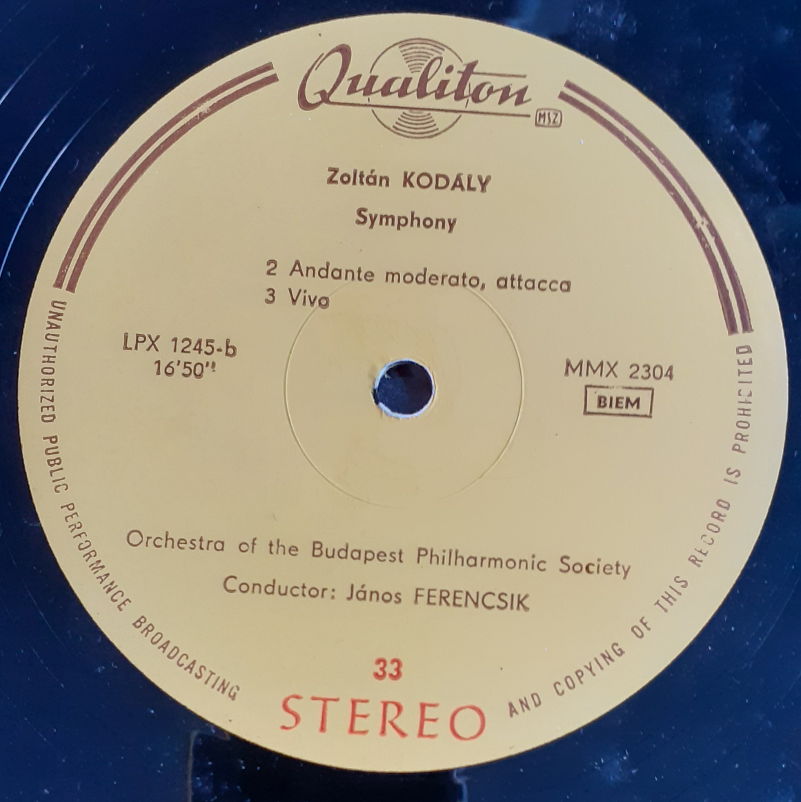 Qualiton
MSZ
Zoltán KODÁLY
Symphony
2 Andante moderato, attacca
3 Vivo
LPX 1245-b
16'50"
MMX 2304
BIEM
Orchestra of the Budapest Philharmonic Society
Conductor: János FERENCSIK
33
STEREO
UNAUTHORIZED PUBLIC PERFORMANCE BROADCASTING AND COPYING OF THIS RECORD IS PROHIBITED